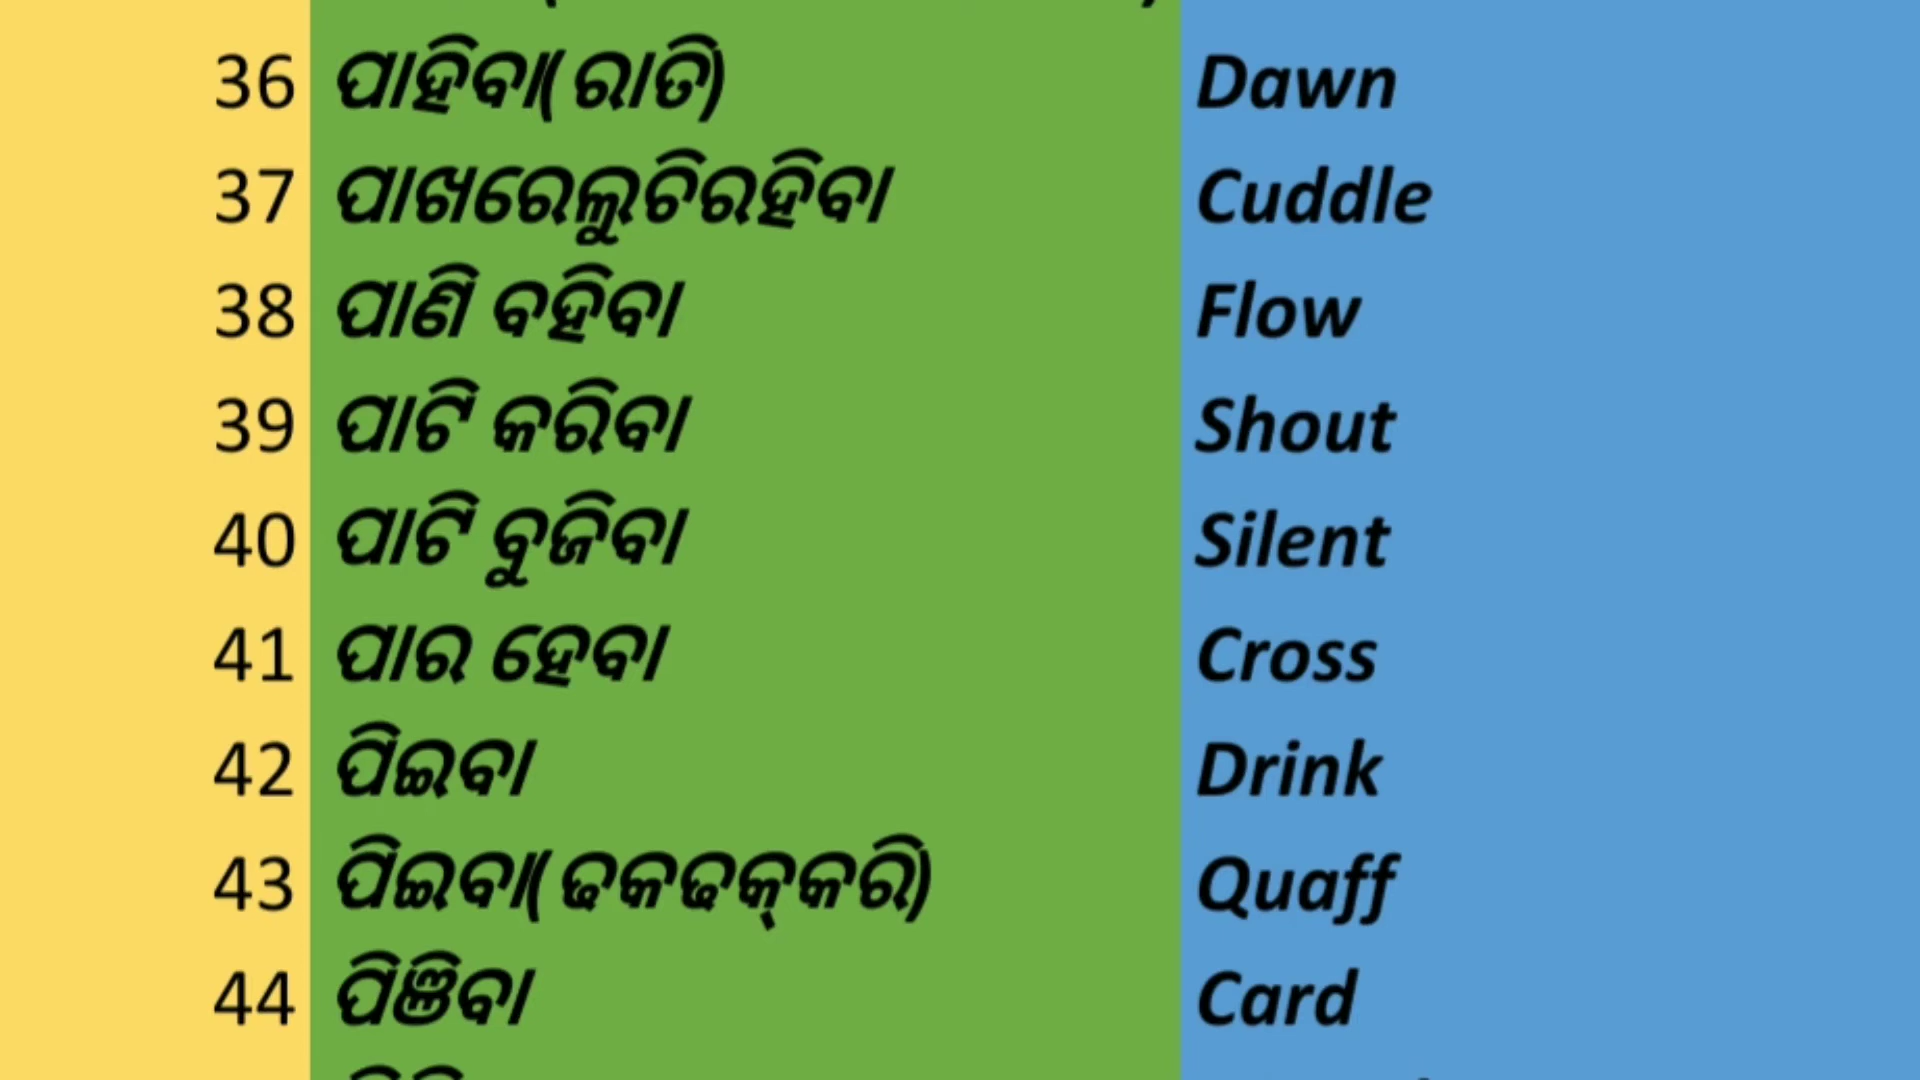 36 ପାହିବା(ରାତି) Dawn
37 ପାଖରେଲୁଚିରହିବା Cuddle
38 ପାଣି ବହିବା Flow
39 ପାଟି କରିବା Shout
40 ପାଟି ବୁଜିବା Silent
41 ପାର ହେବା Cross
42 ପିଇବା Drink
43 ପିଇବା(ଢକଢକ୍‌କରି) Quaff
44 ପିଞ୍ଜିବା Card